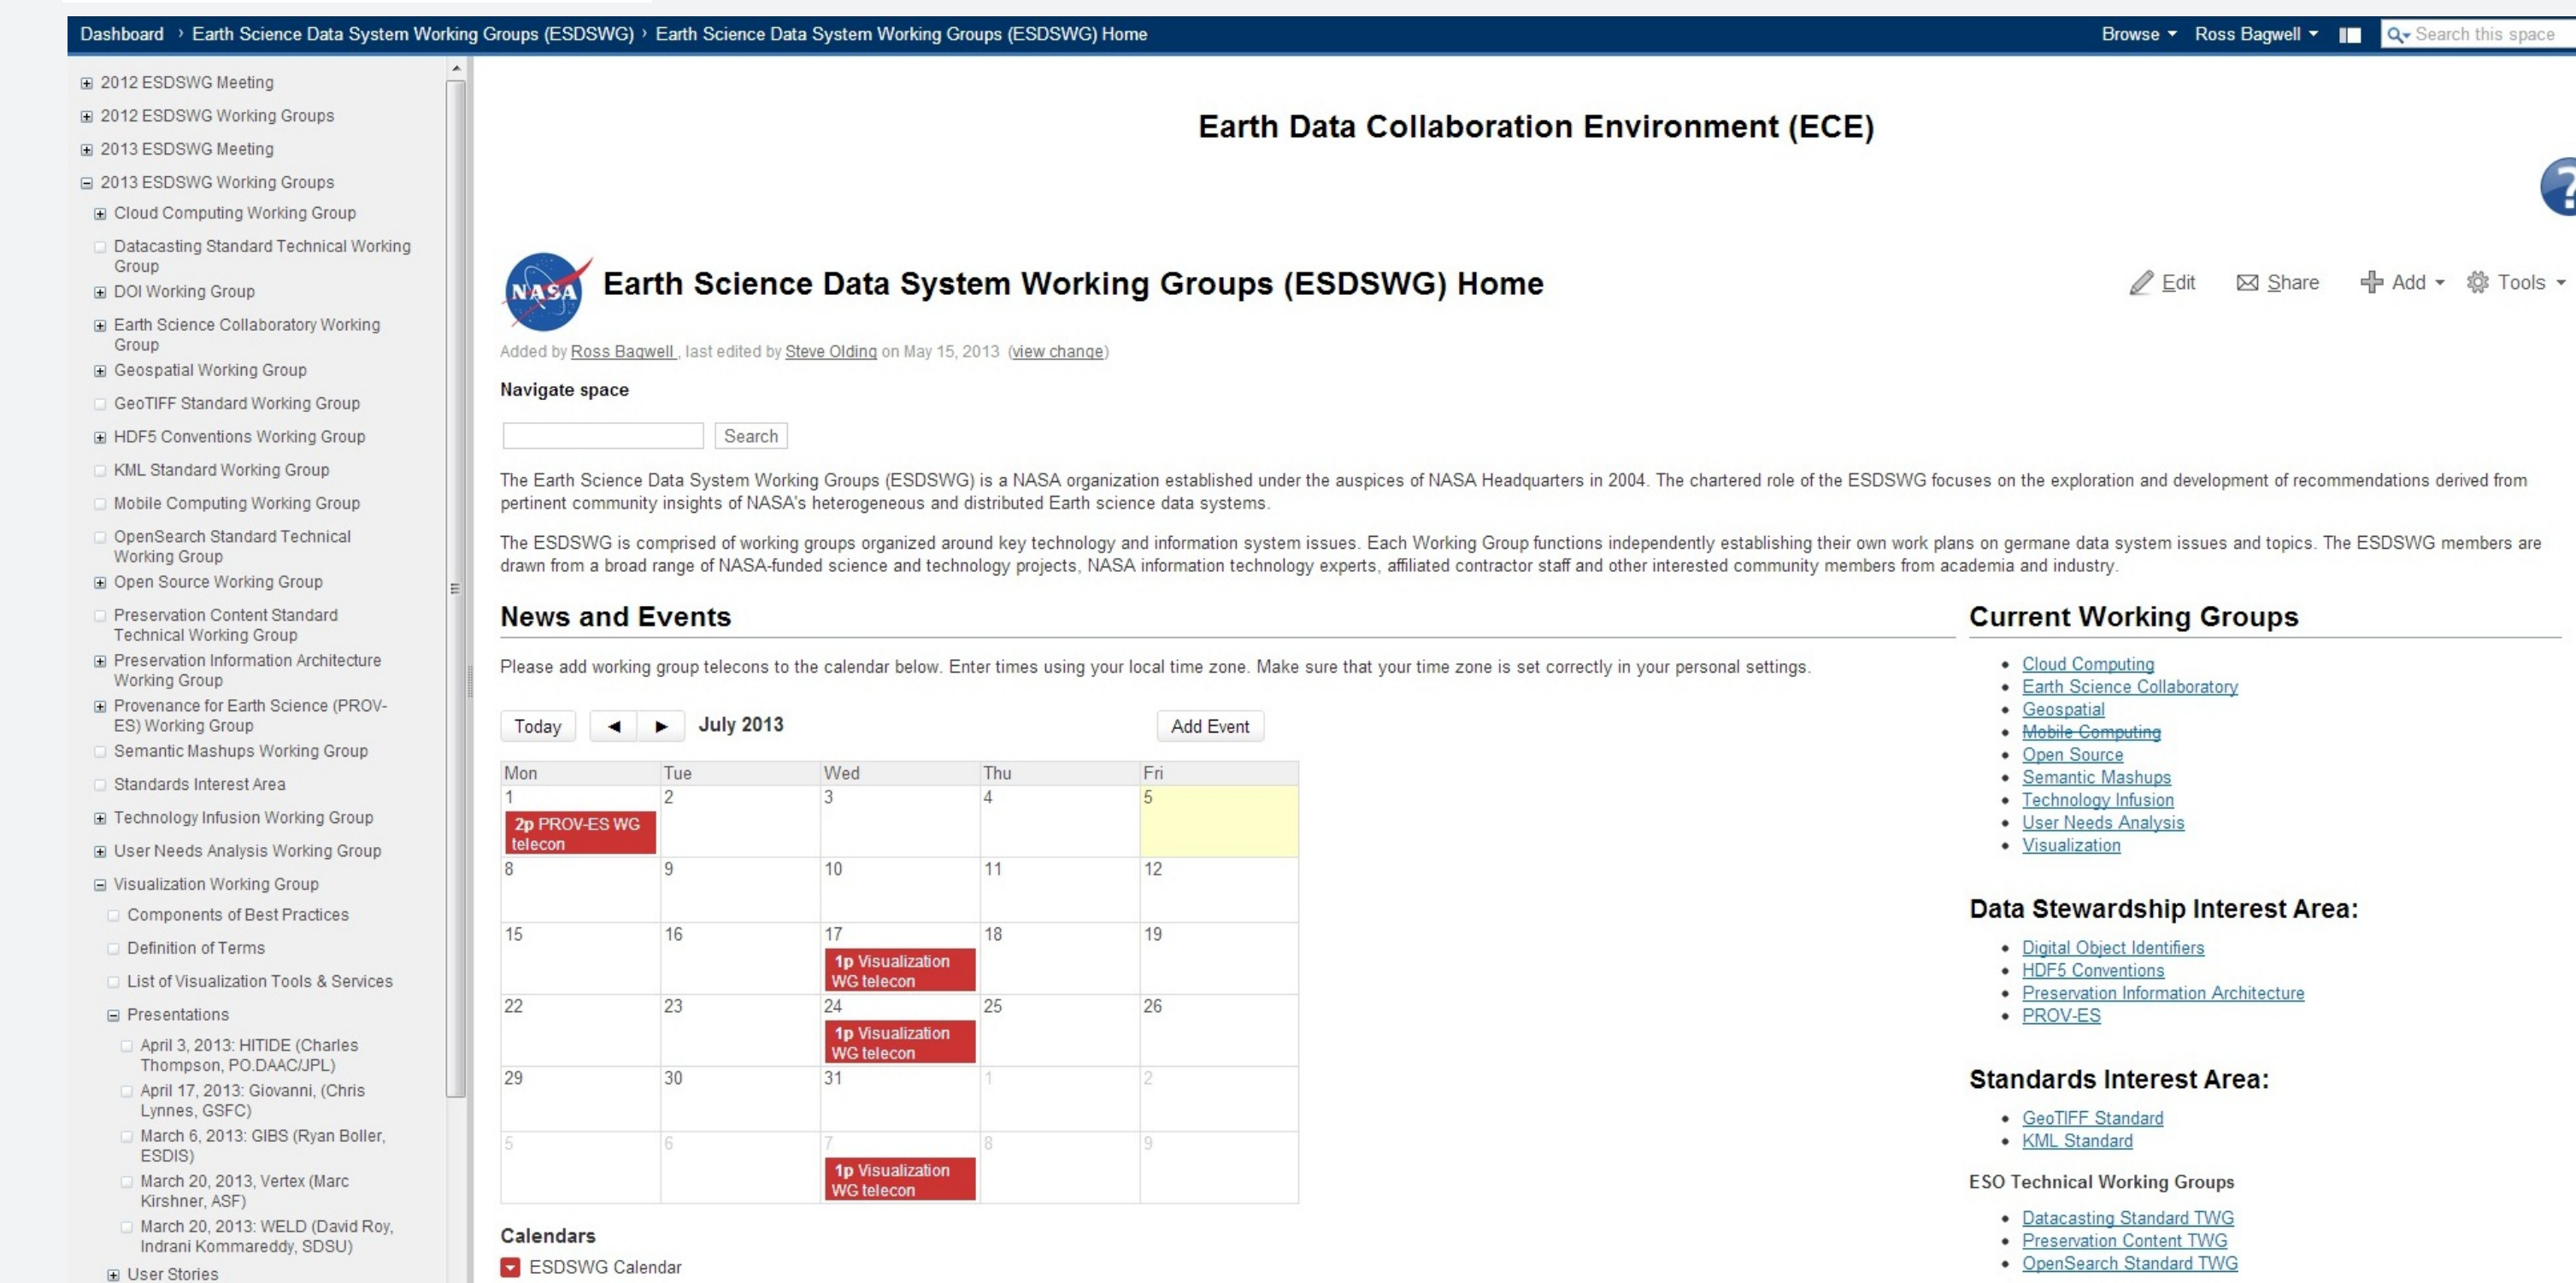 Dashboard › Earth Science Data System Working Groups (ESDSWG) › Earth Science Data System Working Groups (ESDSWG) Home
Browse Ross Bagwell Search this space
2012 ESDSWG Meeting
2012 ESDSWG Working Groups
2013 ESDSWG Meeting
2013 ESDSWG Working Groups
Cloud Computing Working Group
Datacasting Standard Technical Working
Group
DOI Working Group
Earth Science Collaboratory Working
Group
Geospatial Working Group
GeoTIFF Standard Working Group
HDF5 Conventions Working Group
KML Standard Working Group
Mobile Computing Working Group
OpenSearch Standard Technical
Working Group
Open Source Working Group
Preservation Content Standard
Technical Working Group
Preservation Information Architecture
Working Group
Provenance for Earth Science (PROV-
ES) Working Group
Semantic Mashups Working Group
Standards Interest Area
Technology Infusion Working Group
User Needs Analysis Working Group
Visualization Working Group
Components of Best Practices
Definition of Terms
List of Visualization Tools & Services
Presentations
April 3, 2013: HITIDE (Charles
Thompson, PO.DAAC/JPL)
April 17, 2013: Giovanni, (Chris
Lynnes, GSFC)
March 6, 2013: GIBS (Ryan Boller,
ESDIS)
March 20, 2013, Vertex (Marc
Kirshner, ASF)
March 20, 2013: WELD (David Roy,
Indrani Kommareddy, SDSU)
User Stories
Earth Data Collaboration Environment (ECE)
?
NASA
Earth Science Data System Working Groups (ESDSWG) Home
Edit Share Add Tools
Added by Ross Bagwell , last edited by Steve Olding on May 15, 2013 (view change)
Navigate space
Search
The Earth Science Data System Working Groups (ESDSWG) is a NASA organization established under the auspices of NASA Headquarters in 2004. The chartered role of the ESDSWG focuses on the exploration and development of recommendations derived from
pertinent community insights of NASA's heterogeneous and distributed Earth science data systems.
The ESDSWG is comprised of working groups organized around key technology and information system issues. Each Working Group functions independently establishing their own work plans on germane data system issues and topics. The ESDSWG members are
drawn from a broad range of NASA-funded science and technology projects, NASA information technology experts, affiliated contractor staff and other interested community members from academia and industry.
News and Events
Please add working group telecons to the calendar below. Enter times using your local time zone. Make sure that your time zone is set correctly in your personal settings.
Today July 2013 Add Event
Mon Tue Wed Thu Fri
1 2 3 4 5
2p PROV-ES WG
telecon
8 9 10 11 12
15 16 17 18 19
1p Visualization
WG telecon
22 23 24 25 26
1p Visualization
WG telecon
29 30 31 1 2
5 6 7 8 9
1p Visualization
WG telecon
Calendars
ESDSWG Calendar
Current Working Groups
Cloud Computing
Earth Science Collaboratory
Geospatial
Mobile Computing
Open Source
Semantic Mashups
Technology Infusion
User Needs Analysis
Visualization
Data Stewardship Interest Area:
Digital Object Identifiers
HDF5 Conventions
Preservation Information Architecture
PROV-ES
Standards Interest Area:
GeoTIFF Standard
KML Standard
ESO Technical Working Groups
Datacasting Standard TWG
Preservation Content TWG
OpenSearch Standard TWG